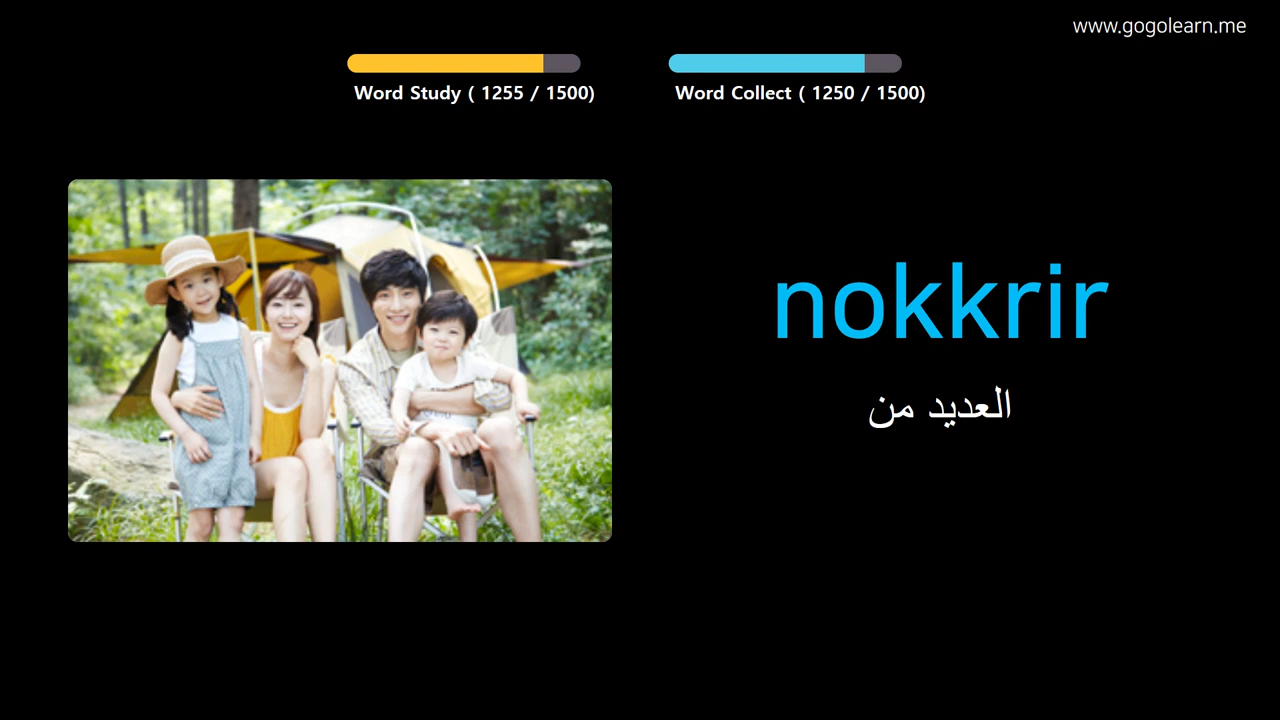 www.gogolearn.me
Word Study ( 1255 / 1500)
Word Collect ( 1250 / 1500)
nokkrir
العديد من